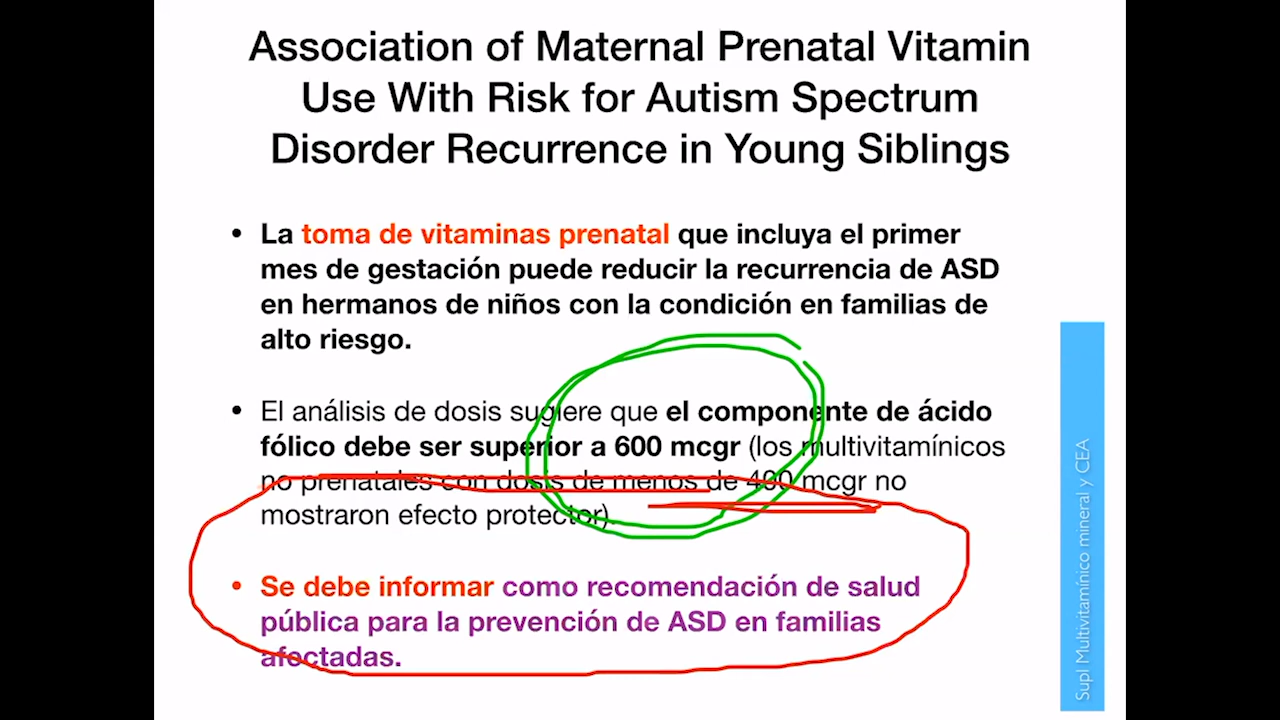 Association of Maternal Prenatal Vitamin
Use With Risk for Autism Spectrum
Disorder Recurrence in Young Siblings
• La toma de vitaminas prenatal que incluya el primer
mes de gestación puede reducir la recurrencia de ASD
en hermanos de niños con la condición en familias de
alto riesgo.
• El análisis de dosis sugiere que el componente de ácido
fólico debe ser superior a 600 mcgr (los multivitamínicos
no prenatales con dosis de menos de 400 mcgr no
mostraron efecto protector).
• Se debe informar como recomendación de salud
pública para la prevención de ASD en familias
afectadas.
Supl Multivitamínico mineral y CEA